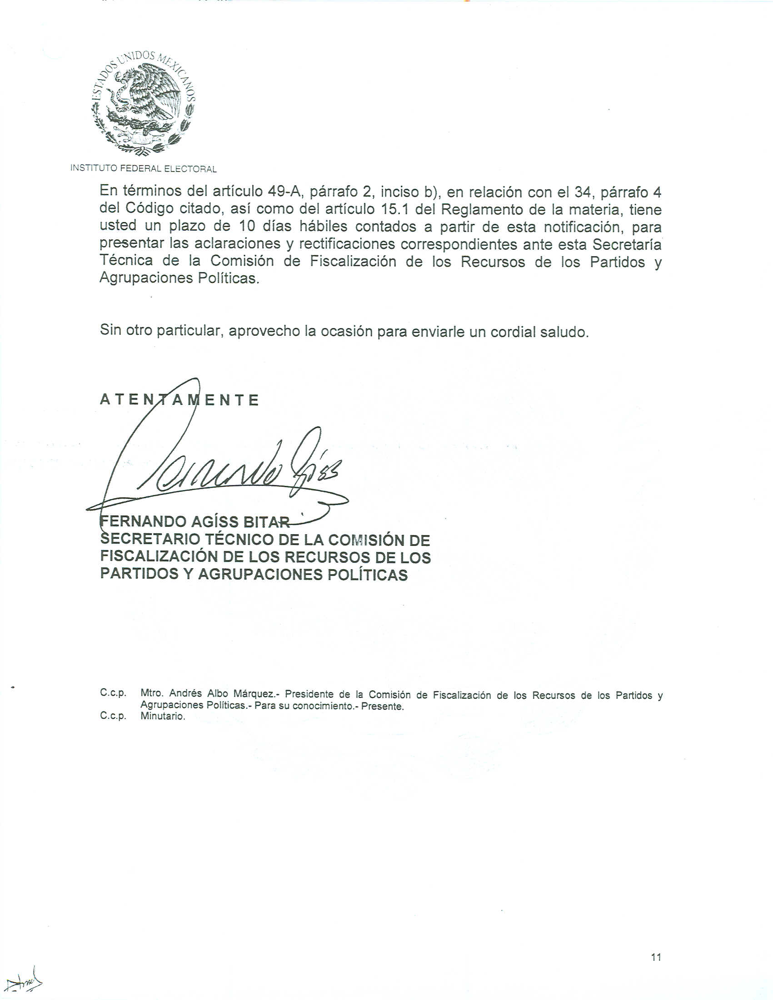 ESTADOS UNIDOS MEXICANOS
INSTITUTO FEDERAL ELECTORAL
En términos del artículo 49-A, párrafo 2, inciso b), en relación con el 34, párrafo 4
del Código citado, así como del artículo 15.1 del Reglamento de la materia, tiene
usted un plazo de 10 días hábiles contados a partir de esta notificación, para
presentar las aclaraciones y rectificaciones correspondientes ante esta Secretaría
Técnica de la Comisión de Fiscalización de los Recursos de los Partidos y
Agrupaciones Políticas.
Sin otro particular, aprovecho la ocasión para enviarle un cordial saludo.
A T E N T A M E N T E
Fernando Agíss
FERNANDO AGÍSS BITAR
SECRETARIO TÉCNICO DE LA COMISIÓN DE
FISCALIZACIÓN DE LOS RECURSOS DE LOS
PARTIDOS Y AGRUPACIONES POLÍTICAS
C.c.p. Mtro. Andrés Albo Márquez.- Presidente de la Comisión de Fiscalización de los Recursos de los Partidos y
Agrupaciones Políticas.- Para su conocimiento.- Presente.
C.c.p. Minutario.
11